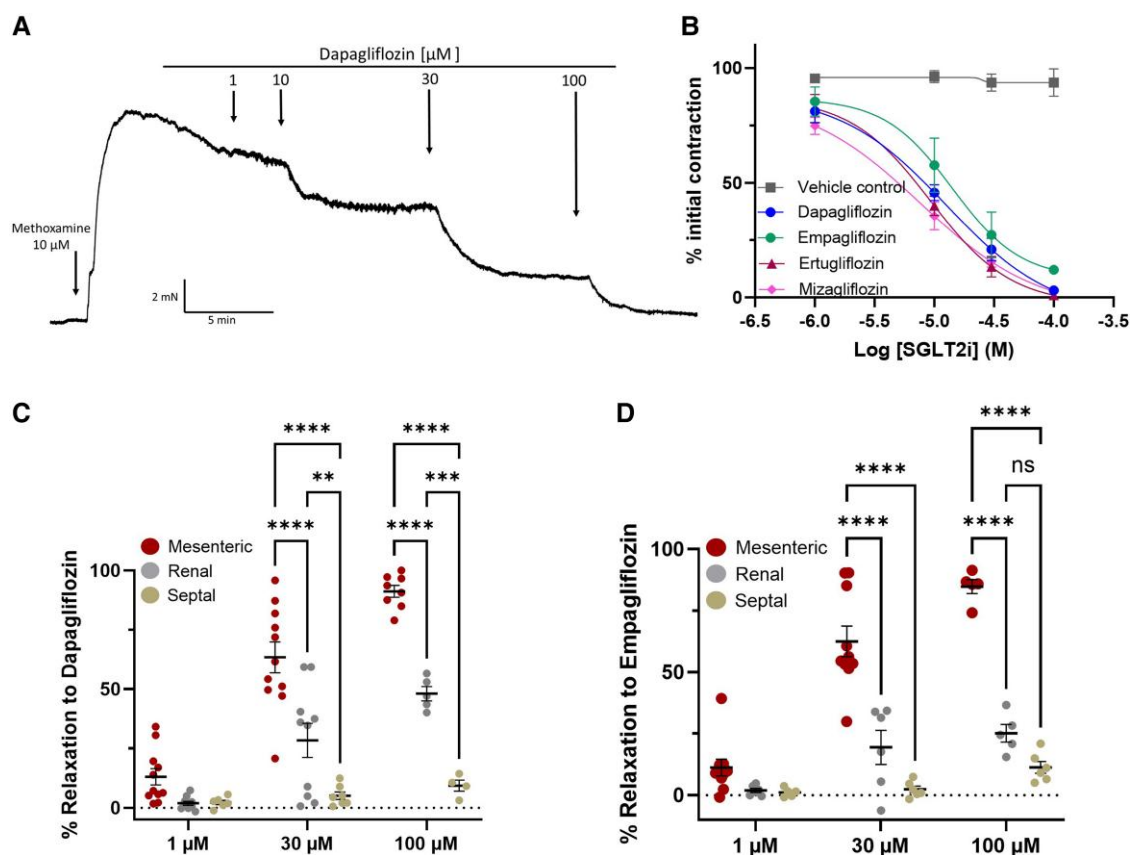 A
Dapagliflozin [µM]
1 10 30 100
Methoxamine
10 µM
2 mN
5 min
B
% initial contraction
100
50
0
Vehicle control
Dapagliflozin
Empagliflozin
Ertugliflozin
Mizagliflozin
-6.5 -6.0 -5.5 -5.0 -4.5 -4.0 -3.5
Log [SGLT2i] (M)
C
**** ****
** ***
**** ****
Mesenteric
Renal
Septal
% Relaxation to Dapagliflozin
100
50
0
1 µM 30 µM 100 µM
D
****
**** ns
**** ****
Mesenteric
Renal
Septal
% Relaxation to Empagliflozin
100
50
0
1 µM 30 µM 100 µM